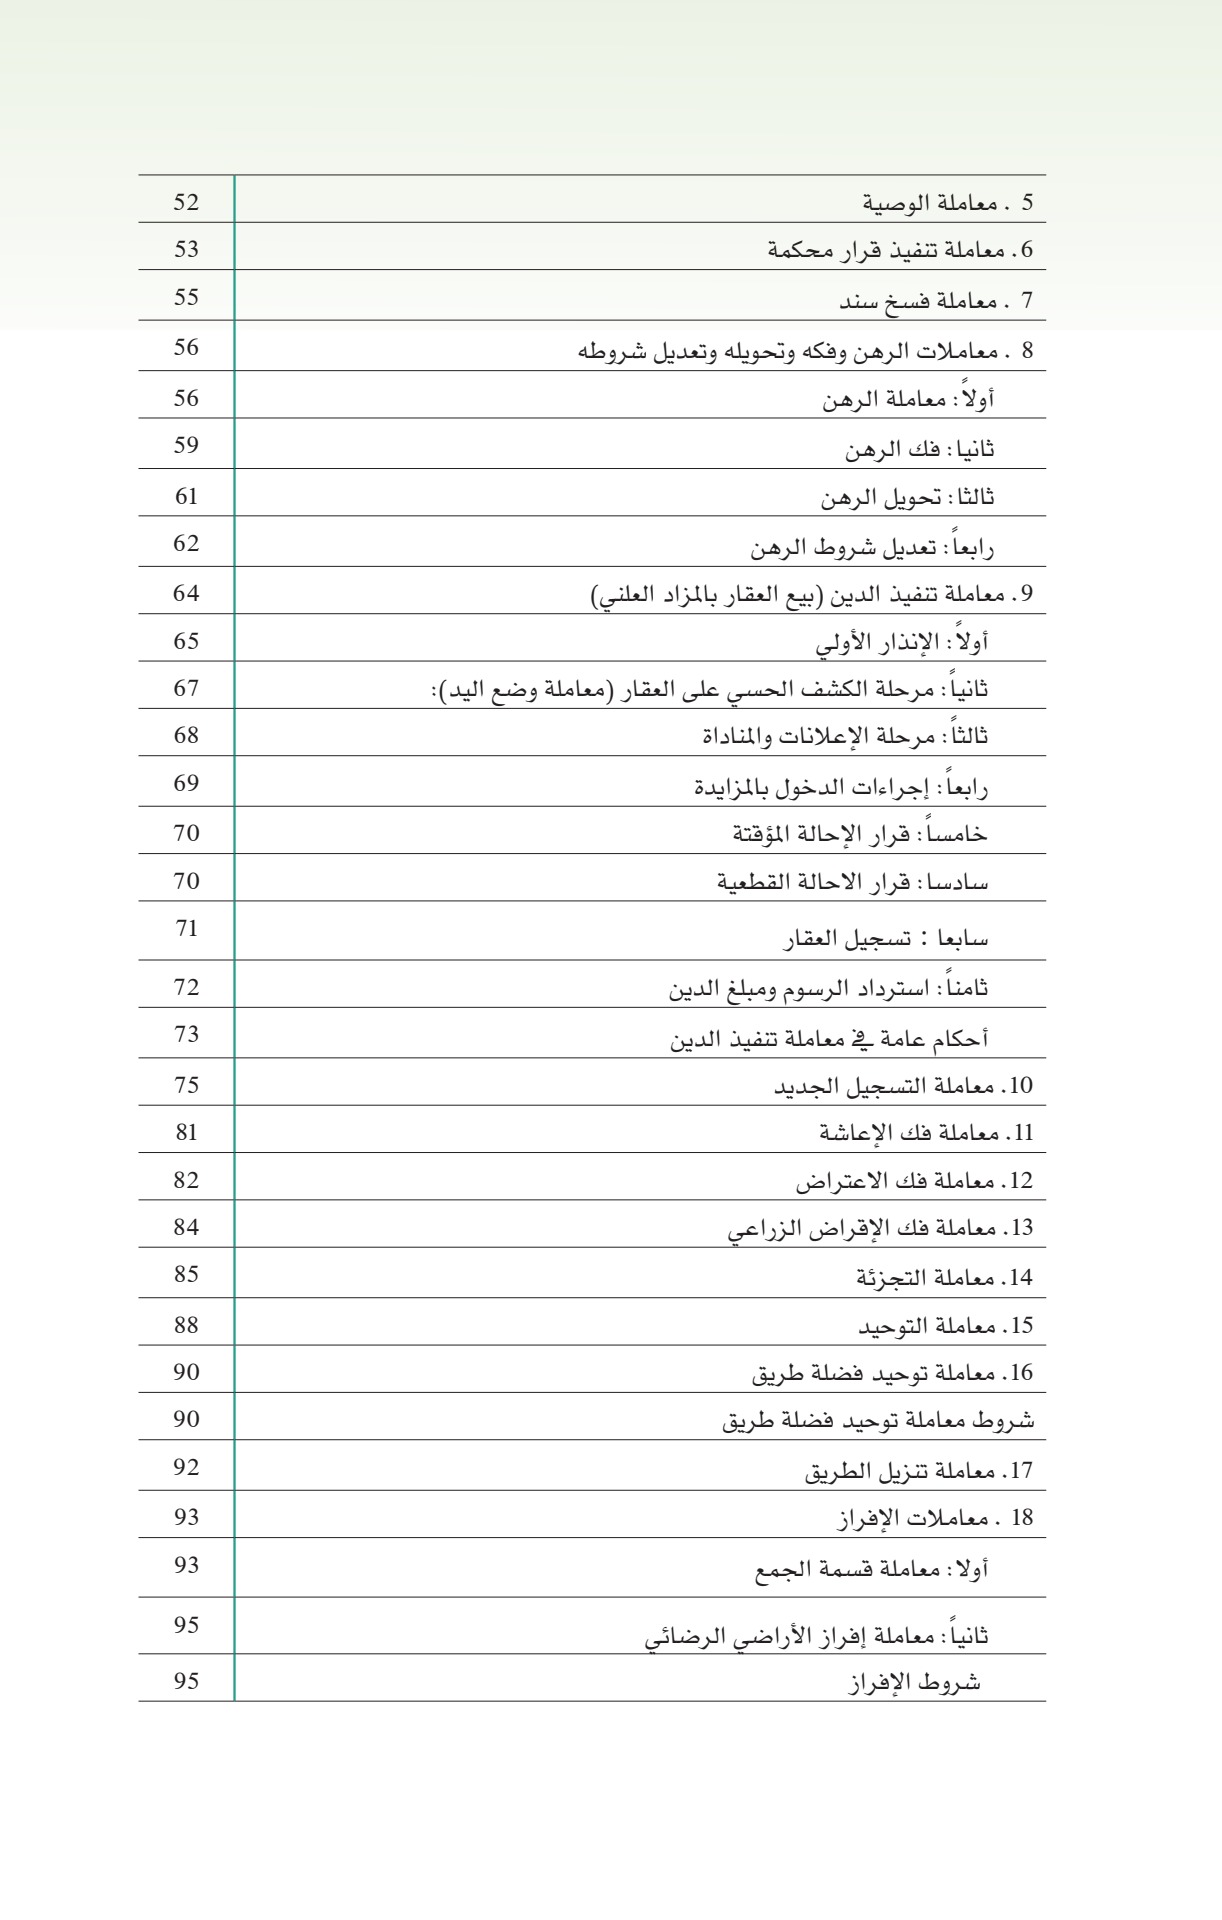 5 . معاملة الوصية 52
6. معاملة تنفيذ قرار محكمة 53
7 . معاملة فسخ سند 55
8 . معاملات الرهن وفكه وتحويله وتعديل شروطه 56
أولاً: معاملة الرهن 56
ثانيا: فك الرهن 59
ثالثا: تحويل الرهن 61
رابعاً: تعديل شروط الرهن 62
9. معاملة تنفيذ الدين (بيع العقار بالمزاد العلني) 64
أولاً: الإنذار الأولي 65
ثانياً: مرحلة الكشف الحسي على العقار (معاملة وضع اليد): 67
ثالثاً: مرحلة الإعلانات والمناداة 68
رابعاً: إجراءات الدخول بالمزايدة 69
خامساً: قرار الإحالة المؤقتة 70
سادسا: قرار الاحالة القطعية 70
سابعا : تسجيل العقار 71
ثامناً: استرداد الرسوم ومبلغ الدين 72
أحكام عامة في معاملة تنفيذ الدين 73
10. معاملة التسجيل الجديد 75
11. معاملة فك الإعاشة 81
12. معاملة فك الاعتراض 82
13. معاملة فك الإقراض الزراعي 84
14. معاملة التجزئة 85
15. معاملة التوحيد 88
16. معاملة توحيد فضلة طريق 90
شروط معاملة توحيد فضلة طريق 90
17. معاملة تنزيل الطريق 92
18 . معاملات الإفراز 93
أولا: معاملة قسمة الجمع 93
ثانياً: معاملة إفراز الأراضي الرضائي 95
شروط الإفراز 95